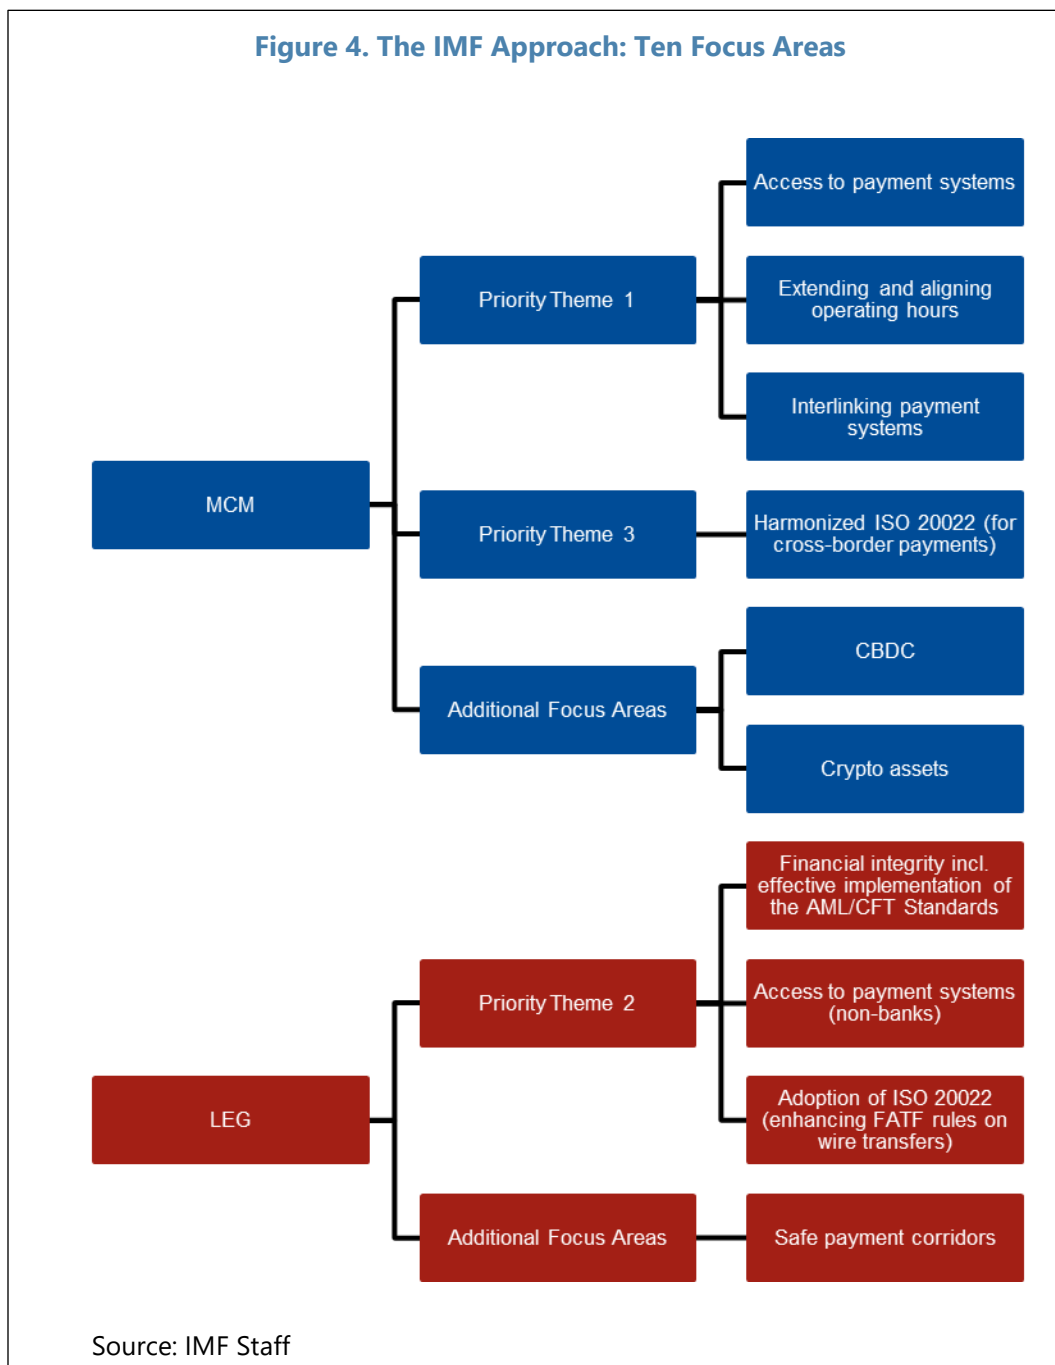 Figure 4. The IMF Approach: Ten Focus Areas
MCM
Priority Theme 1
Access to payment systems
Extending and aligning
operating hours
Interlinking payment
systems
Priority Theme 3
Harmonized ISO 20022 (for
cross-border payments)
Additional Focus Areas
CBDC
Crypto assets
LEG
Priority Theme 2
Financial integrity incl.
effective implementation of
the AML/CFT Standards
Access to payment systems
(non-banks)
Adoption of ISO 20022
(enhancing FATF rules on
wire transfers)
Additional Focus Areas
Safe payment corridors
Source: IMF Staff